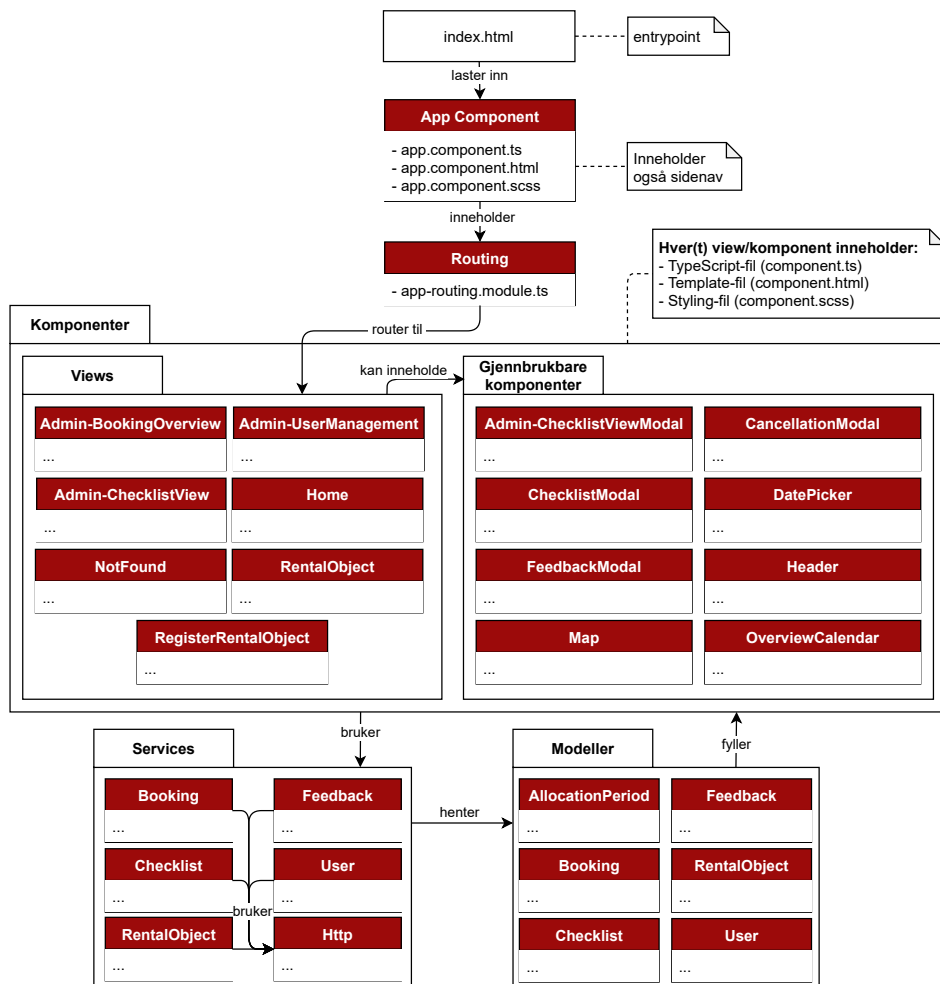 index.html
entrypoint
laster inn
App Component
- app.component.ts
- app.component.html
- app.component.scss
Inneholder
også sidenav
inneholder
Routing
- app-routing.module.ts
Hver(t) view/komponent inneholder:
- TypeScript-fil (component.ts)
- Template-fil (component.html)
- Styling-fil (component.scss)
Komponenter
router til
Views
kan inneholde
Gjennbrukbare
komponenter
Admin-BookingOverview
...
Admin-UserManagement
...
Admin-ChecklistView
...
Home
...
NotFound
...
RentalObject
...
RegisterRentalObject
...
Admin-ChecklistViewModal
...
CancellationModal
...
ChecklistModal
...
DatePicker
...
FeedbackModal
...
Header
...
Map
...
OverviewCalendar
...
bruker
fyller
Services
Booking
...
Feedback
...
Checklist
...
User
...
bruker
RentalObject
...
Http
...
henter
Modeller
AllocationPeriod
...
Feedback
...
Booking
...
RentalObject
...
Checklist
...
User
...